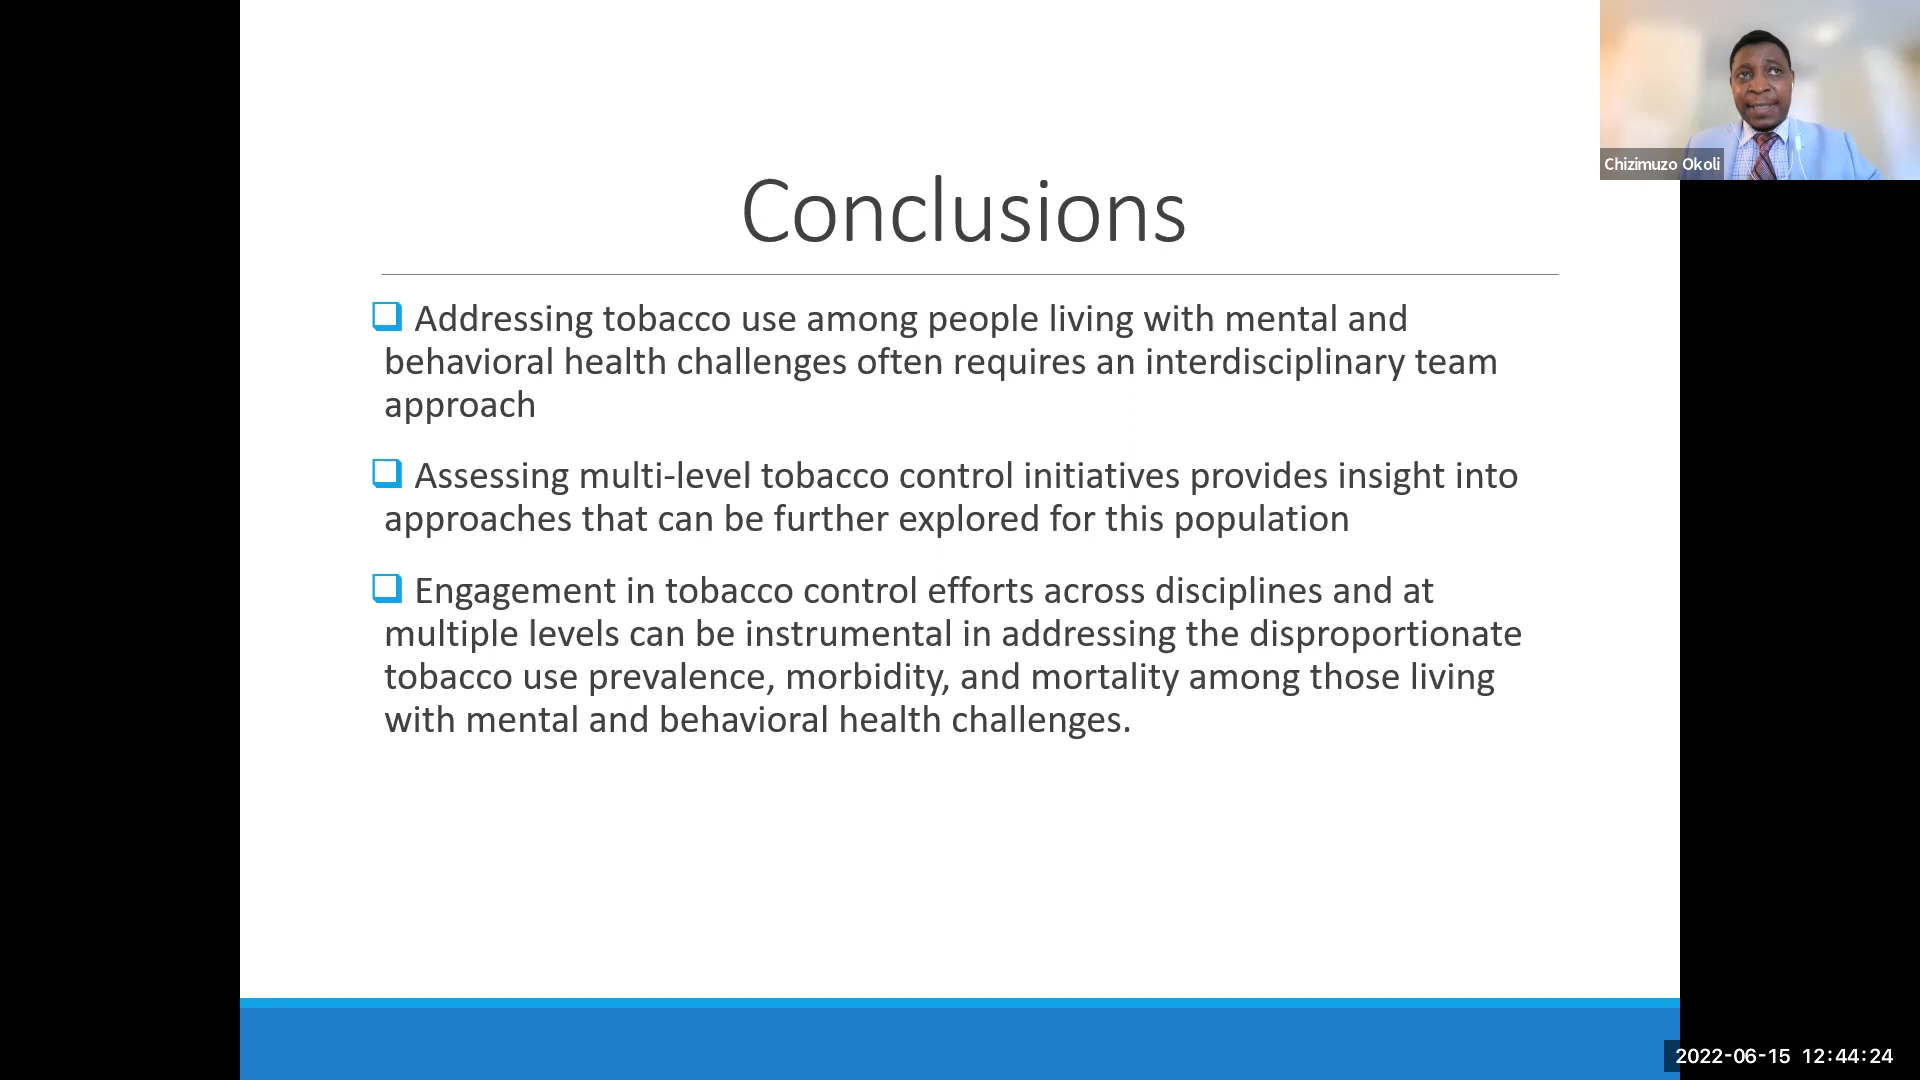 Chizimuzo Okoli
Conclusions
Addressing tobacco use among people living with mental and
behavioral health challenges often requires an interdisciplinary team
approach
Assessing multi-level tobacco control initiatives provides insight into
approaches that can be further explored for this population
Engagement in tobacco control efforts across disciplines and at
multiple levels can be instrumental in addressing the disproportionate
tobacco use prevalence, morbidity, and mortality among those living
with mental and behavioral health challenges.
2022-06-15 12:44:24